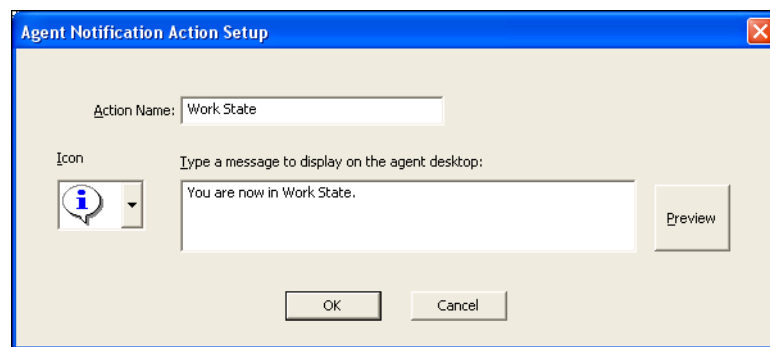 Agent Notification Action Setup
Action Name: Work State
Icon
Type a message to display on the agent desktop:
You are now in Work State.
Preview
OK
Cancel